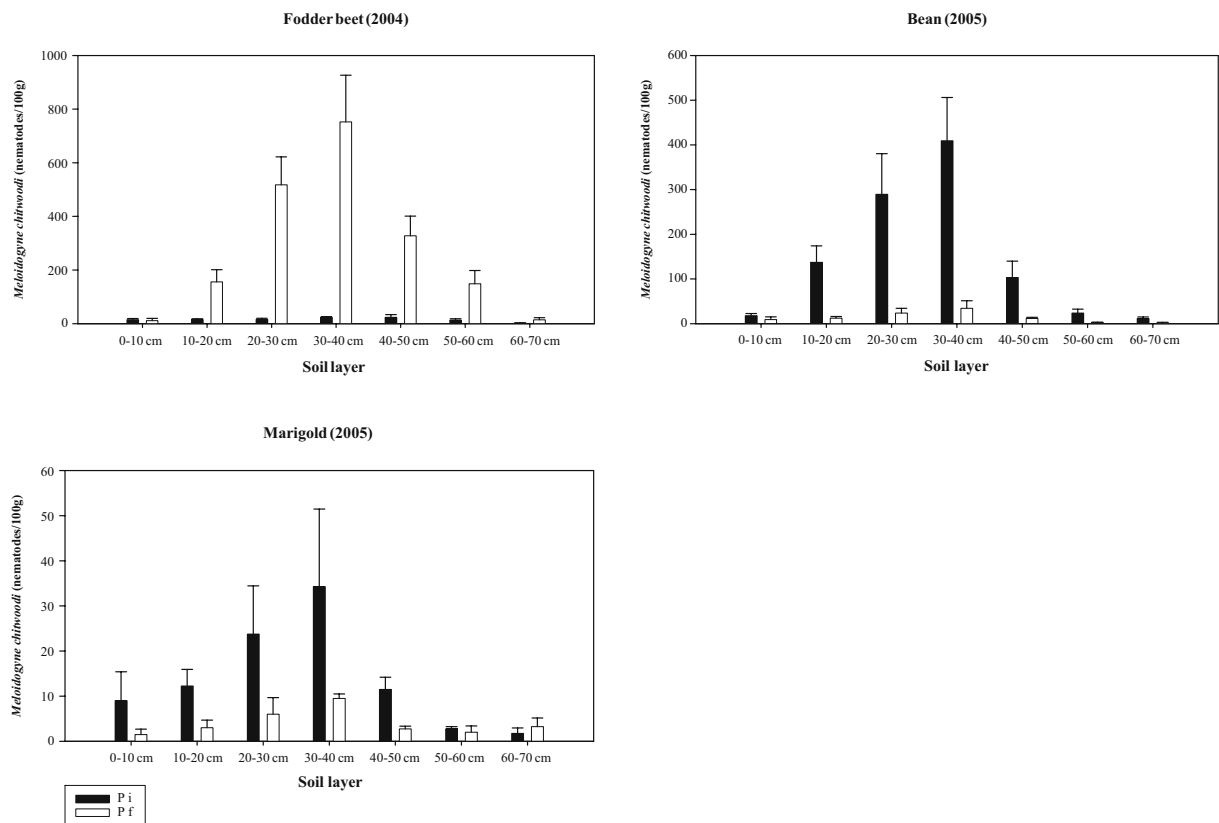 Fodder beet (2004)
Meloidogyne chitwoodi (nematodes/100g)
1000
800
600
400
200
0
0-10 cm 10-20 cm 20-30 cm 30-40 cm 40-50 cm 50-60 cm 60-70 cm
Soil layer
Bean (2005)
Meloidogyne chitwoodi (nematodes/100g)
600
500
400
300
200
100
0
0-10 cm 10-20 cm 20-30 cm 30-40 cm 40-50 cm 50-60 cm 60-70 cm
Soil layer
Marigold (2005)
Meloidogyne chitwoodi (nematodes/100g)
60
50
40
30
20
10
0
0-10 cm 10-20 cm 20-30 cm 30-40 cm 40-50 cm 50-60 cm 60-70 cm
Soil layer
P i
P f